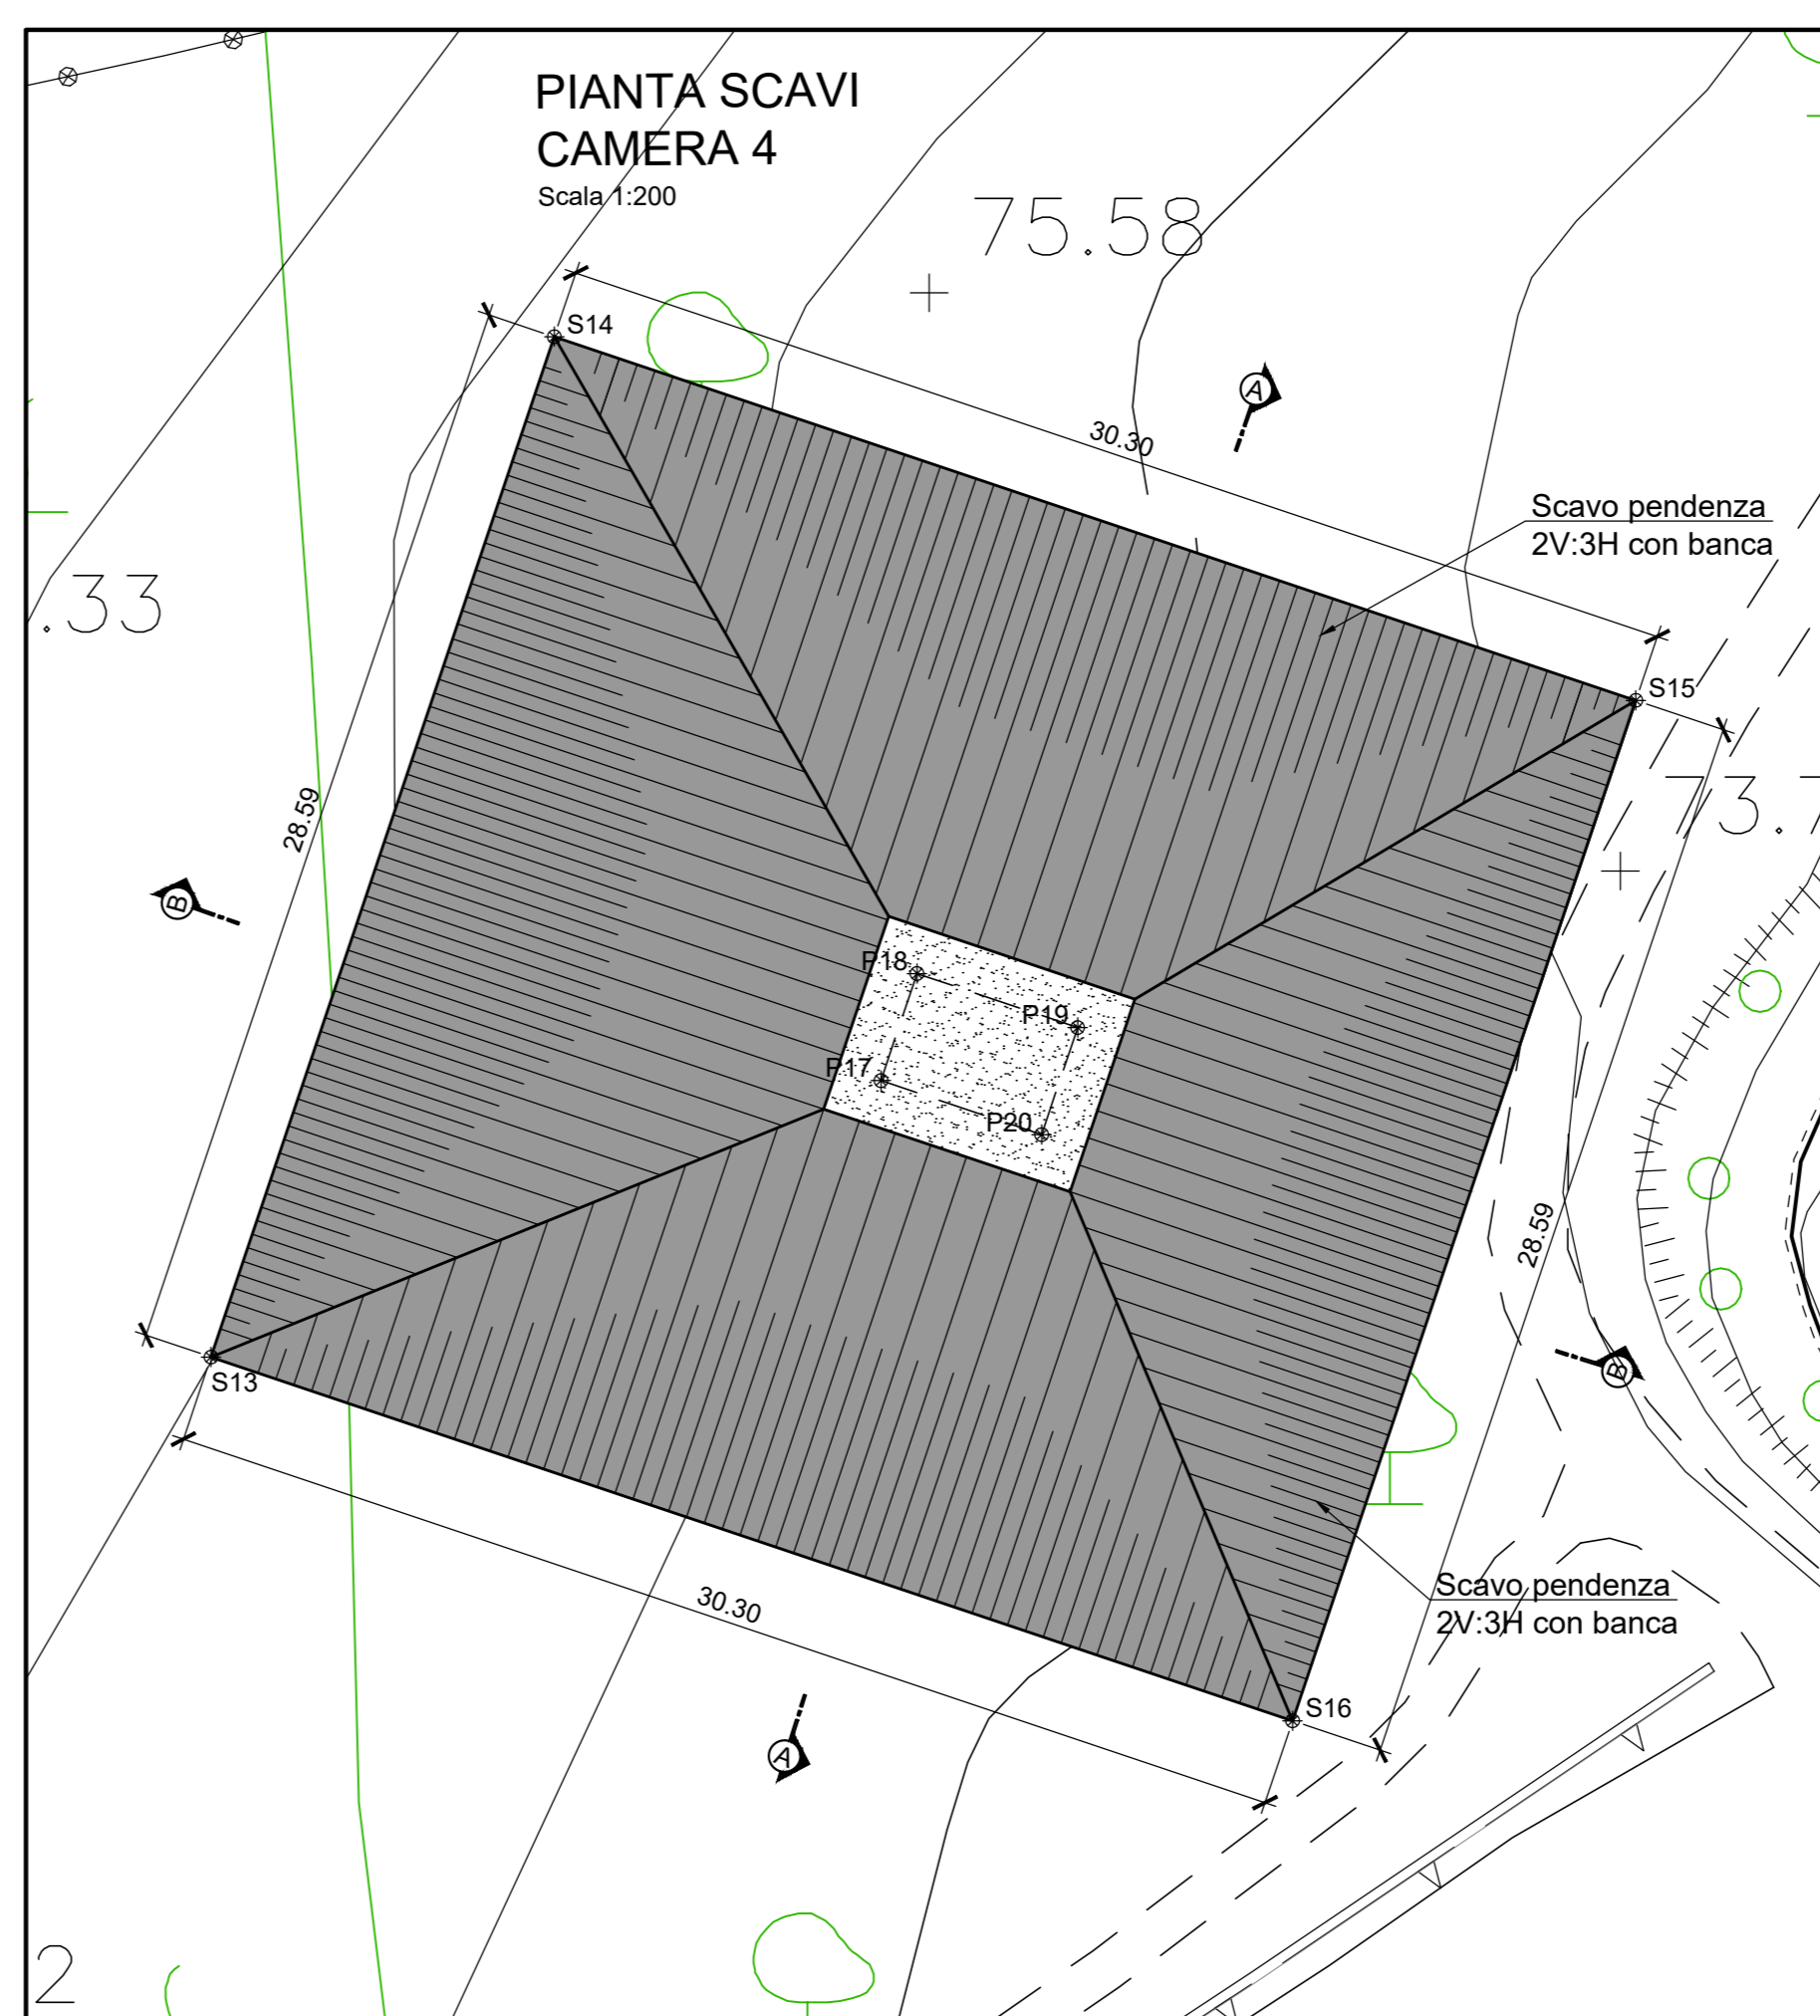 PIANTA SCAVI
CAMERA 4
Scala 1:200
75.58
S14
A
30.30
Scavo pendenza
2V:3H con banca
.33
S15
73.
28.59
B
P18
P19
P17
P20
28.59
B
S13
Scavo pendenza
2V:3H con banca
30.30
S16
A
2